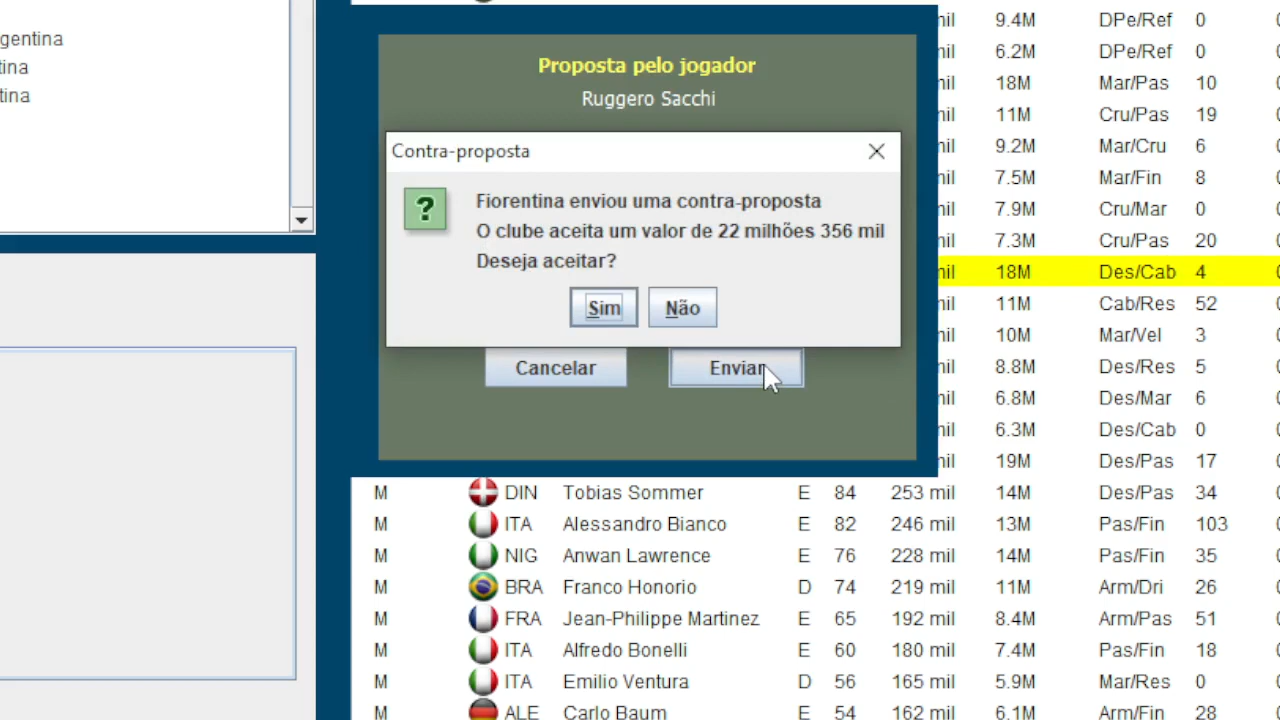 gentina
tina
tina
Proposta pelo jogador
Ruggero Sacchi
Contra-proposta
Fiorentina enviou uma contra-proposta
O clube aceita um valor de 22 milhões 356 mil
Deseja aceitar?
Sim Não
Cancelar Enviar
mil 9.4M DPe/Ref 0
mil 6.2M DPe/Ref 0
mil 18M Mar/Pas 10
mil 11M Cru/Pas 19
mil 9.2M Mar/Cru 6
mil 7.5M Mar/Fin 8
mil 7.9M Cru/Mar 0
mil 7.3M Cru/Pas 20
mil 18M Des/Cab 4
mil 11M Cab/Res 52
mil 10M Mar/Vel 3
mil 8.8M Des/Res 5
mil 6.8M Des/Mar 6
mil 6.3M Des/Cab 0
mil 19M Des/Pas 17
M DIN Tobias Sommer E 84 253 mil 14M Des/Pas 34
M ITA Alessandro Bianco E 82 246 mil 13M Pas/Fin 103
M NIG Anwan Lawrence E 76 228 mil 14M Pas/Fin 35
M BRA Franco Honorio D 74 219 mil 11M Arm/Dri 26
M FRA Jean-Philippe Martinez E 65 192 mil 8.4M Arm/Pas 51
M ITA Alfredo Bonelli E 60 180 mil 7.4M Pas/Fin 18
M ITA Emilio Ventura D 56 165 mil 5.9M Mar/Res 0
M ALE Carlo Baum E 54 162 mil 6.1M Arm/Fin 28